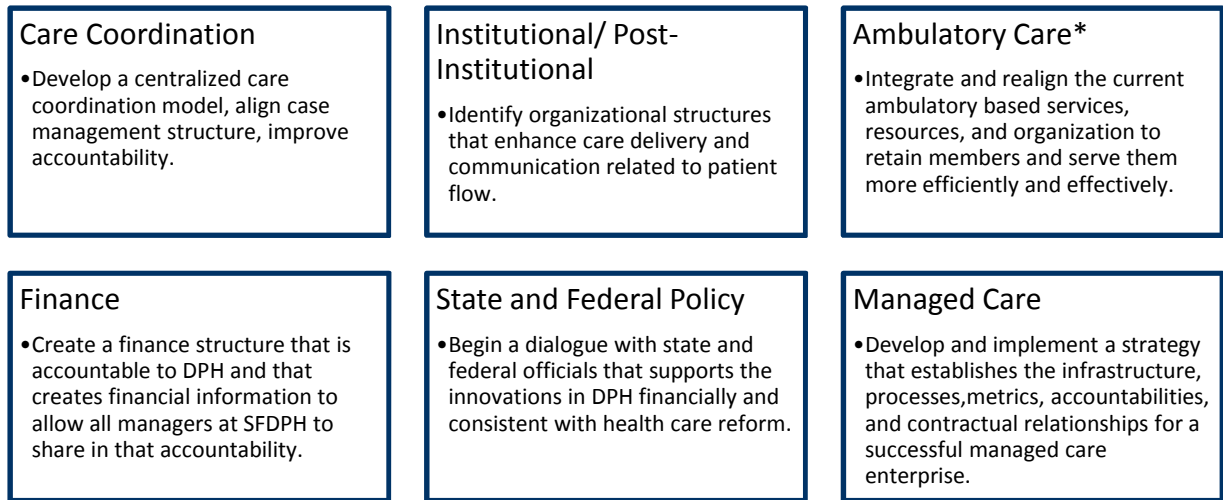 Care Coordination
•Develop a centralized care
coordination model, align case
management structure, improve
accountability.
Institutional/ Post-
Institutional
•Identify organizational structures
that enhance care delivery and
communication related to patient
flow.
Ambulatory Care*
•Integrate and realign the current
ambulatory based services,
resources, and organization to
retain members and serve them
more efficiently and effectively.
Finance
•Create a finance structure that is
accountable to DPH and that
creates financial information to
allow all managers at SFDPH to
share in that accountability.
State and Federal Policy
•Begin a dialogue with state and
federal officials that supports the
innovations in DPH financially and
consistent with health care reform.
Managed Care
•Develop and implement a strategy
that establishes the infrastructure,
processes,metrics, accountabilities,
and contractual relationships for a
successful managed care
enterprise.